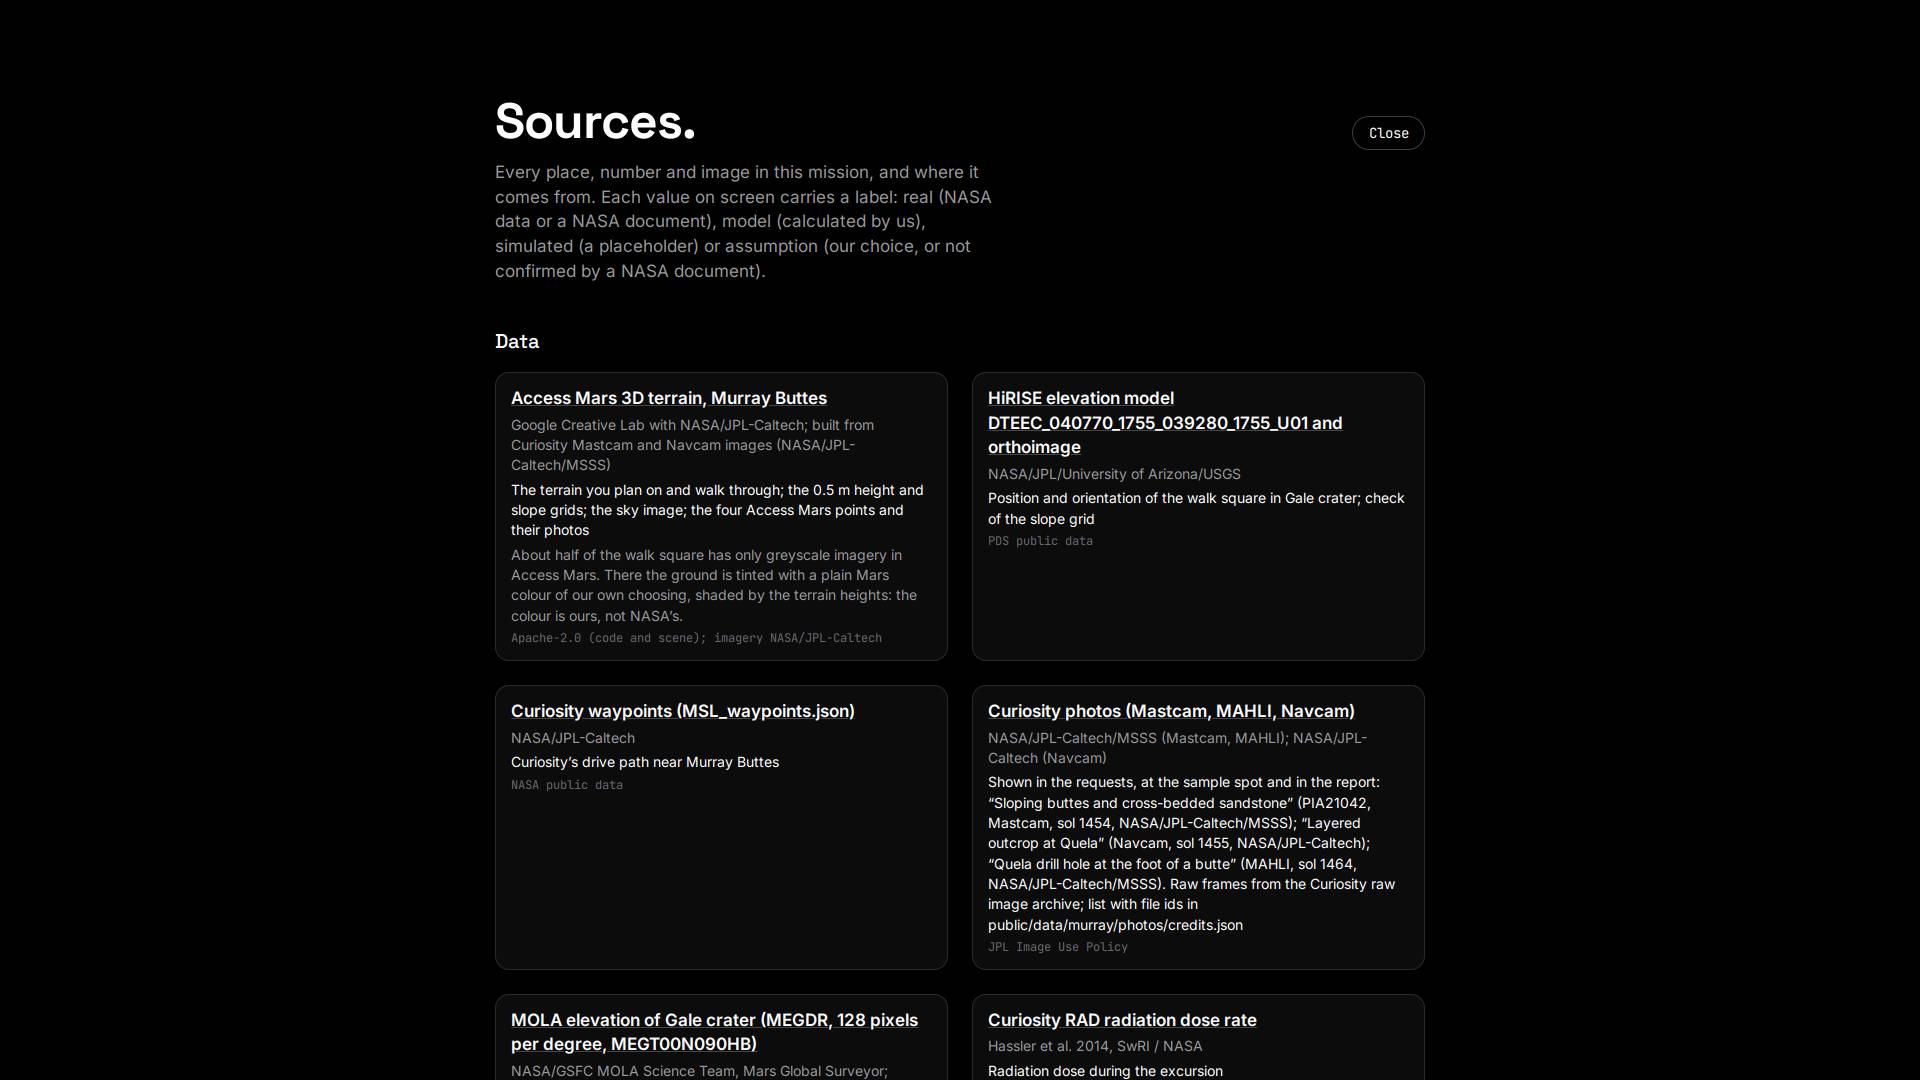 Sources.
Close
Every place, number and image in this mission, and where it
comes from. Each value on screen carries a label: real (NASA
data or a NASA document), model (calculated by us),
simulated (a placeholder) or assumption (our choice, or not
confirmed by a NASA document).
Data
Access Mars 3D terrain, Murray Buttes
Google Creative Lab with NASA/JPL-Caltech; built from
Curiosity Mastcam and Navcam images (NASA/JPL-
Caltech/MSSS)
The terrain you plan on and walk through; the 0.5 m height and
slope grids; the sky image; the four Access Mars points and
their photos
About half of the walk square has only greyscale imagery in
Access Mars. There the ground is tinted with a plain Mars
colour of our own choosing, shaded by the terrain heights: the
colour is ours, not NASA’s.
Apache-2.0 (code and scene); imagery NASA/JPL-Caltech
HiRISE elevation model
DTEEC_040770_1755_039280_1755_U01 and
orthoimage
NASA/JPL/University of Arizona/USGS
Position and orientation of the walk square in Gale crater; check
of the slope grid
PDS public data
Curiosity waypoints (MSL_waypoints.json)
NASA/JPL-Caltech
Curiosity’s drive path near Murray Buttes
NASA public data
Curiosity photos (Mastcam, MAHLI, Navcam)
NASA/JPL-Caltech/MSSS (Mastcam, MAHLI); NASA/JPL-
Caltech (Navcam)
Shown in the requests, at the sample spot and in the report:
“Sloping buttes and cross-bedded sandstone” (PIA21042,
Mastcam, sol 1454, NASA/JPL-Caltech/MSSS); “Layered
outcrop at Quela” (Navcam, sol 1455, NASA/JPL-Caltech);
“Quela drill hole at the foot of a butte” (MAHLI, sol 1464,
NASA/JPL-Caltech/MSSS). Raw frames from the Curiosity raw
image archive; list with file ids in
public/data/murray/photos/credits.json
JPL Image Use Policy
MOLA elevation of Gale crater (MEGDR, 128 pixels
per degree, MEGT00N090HB)
NASA/GSFC MOLA Science Team, Mars Global Surveyor;
Curiosity RAD radiation dose rate
Hassler et al. 2014, SwRI / NASA
Radiation dose during the excursion